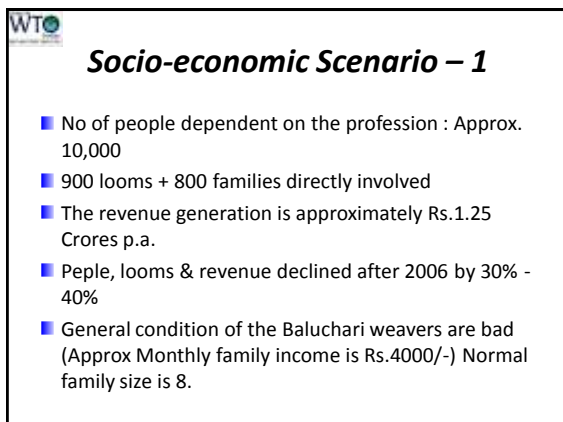 WTO
Socio-economic Scenario – 1
No of people dependent on the profession : Approx.
10,000
900 looms + 800 families directly involved
The revenue generation is approximately Rs.1.25
Crores p.a.
Peple, looms & revenue declined after 2006 by 30% -
40%
General condition of the Baluchari weavers are bad
(Approx Monthly family income is Rs.4000/-) Normal
family size is 8.